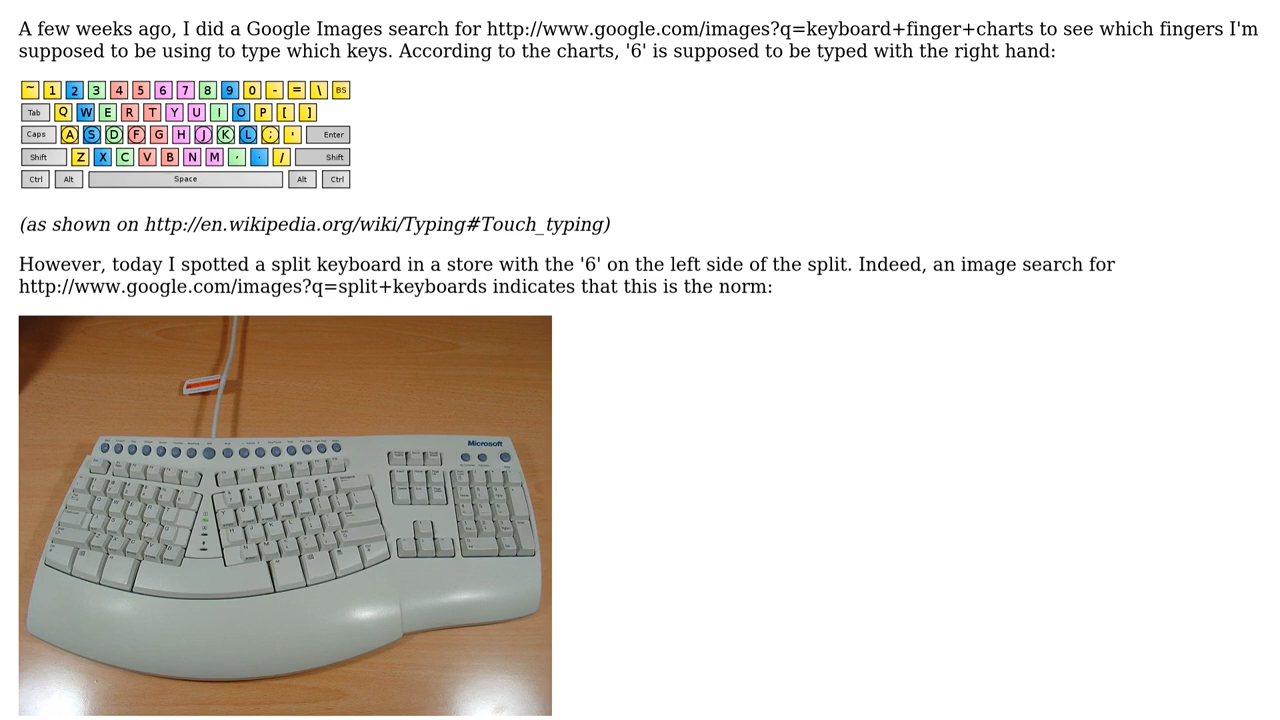 A few weeks ago, I did a Google Images search for http://www.google.com/images?q=keyboard+finger+charts to see which fingers I'm
supposed to be using to type which keys. According to the charts, '6' is supposed to be typed with the right hand:
~ 1 2 3 4 5 6 7 8 9 0 - = \ BS
Tab Q W E R T Y U I O P [ ]
Caps A S D F G H J K L ; ' Enter
Shift Z X C V B N M , . / Shift
Ctrl Alt Space Alt Ctrl
(as shown on http://en.wikipedia.org/wiki/Typing#Touch_typing)
However, today I spotted a split keyboard in a store with the '6' on the left side of the split. Indeed, an image search for
http://www.google.com/images?q=split+keyboards indicates that this is the norm:
Microsoft